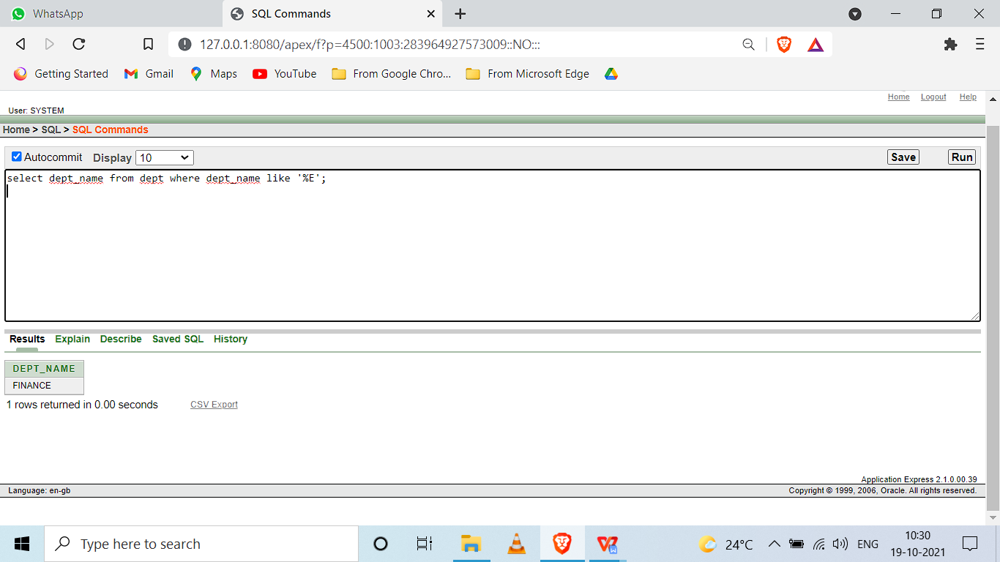 WhatsApp
SQL Commands
127.0.0.1:8080/apex/f?p=4500:1003:283964927573009::NO:::
Getting Started Gmail Maps YouTube From Google Chro... From Microsoft Edge
Home Logout Help
User: SYSTEM
Home > SQL > SQL Commands
Autocommit Display 10 Save Run
select dept_name from dept where dept_name like '%E';
Results Explain Describe Saved SQL History
DEPT_NAME
FINANCE
1 rows returned in 0.00 seconds CSV Export
Application Express 2.1.0.00.39
Language: en-gb Copyright © 1999, 2006, Oracle. All rights reserved.
Type here to search 24°C ENG 10:30
19-10-2021